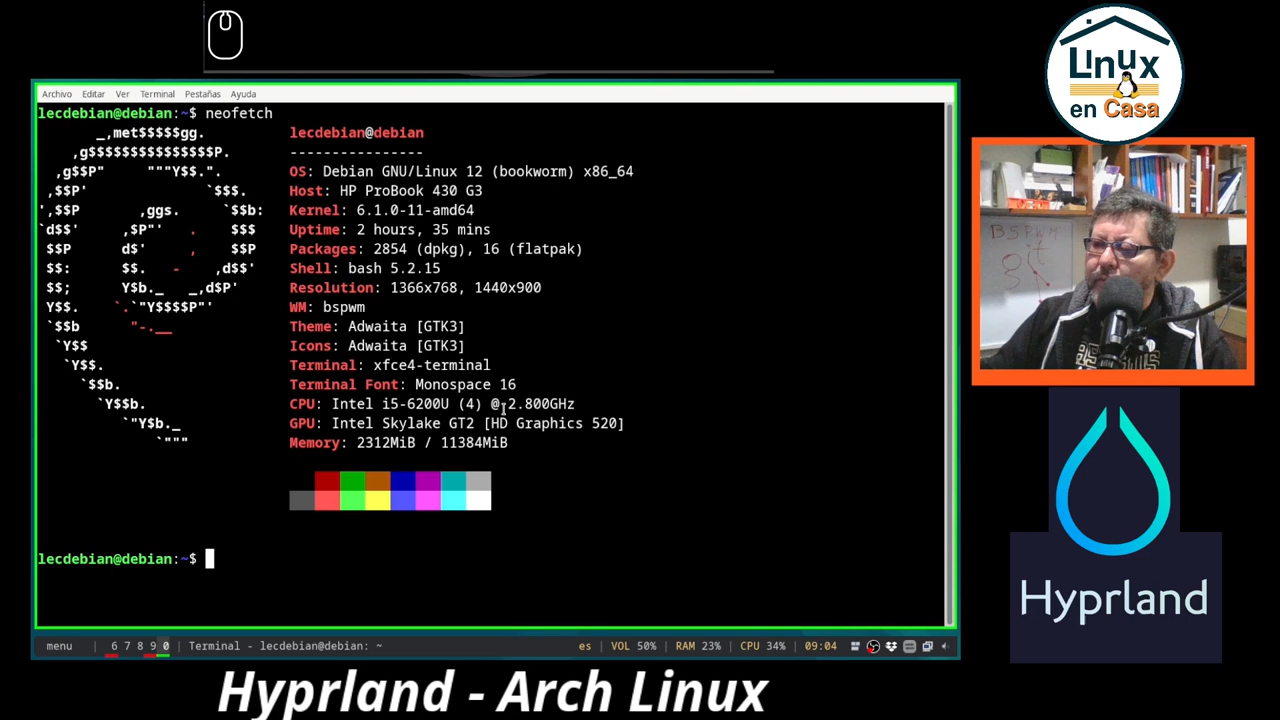 Linux
en Casa
Archivo Editar Ver Terminal Pestañas Ayuda
lecdebian@debian:~$ neofetch
lecdebian@debian
----------------
OS: Debian GNU/Linux 12 (bookworm) x86_64
Host: HP ProBook 430 G3
Kernel: 6.1.0-11-amd64
Uptime: 2 hours, 35 mins
Packages: 2854 (dpkg), 16 (flatpak)
Shell: bash 5.2.15
Resolution: 1366x768, 1440x900
WM: bspwm
Theme: Adwaita [GTK3]
Icons: Adwaita [GTK3]
Terminal: xfce4-terminal
Terminal Font: Monospace 16
CPU: Intel i5-6200U (4) @ 2.800GHz
GPU: Intel Skylake GT2 [HD Graphics 520]
Memory: 2312MiB / 11384MiB
lecdebian@debian:~$
BSPWM
git
Hyprland
menu | 6 7 8 9 0 | Terminal - lecdebian@debian: ~ es | VOL 50% | RAM 23% | CPU 34% | 09:04
Hyprland - Arch Linux